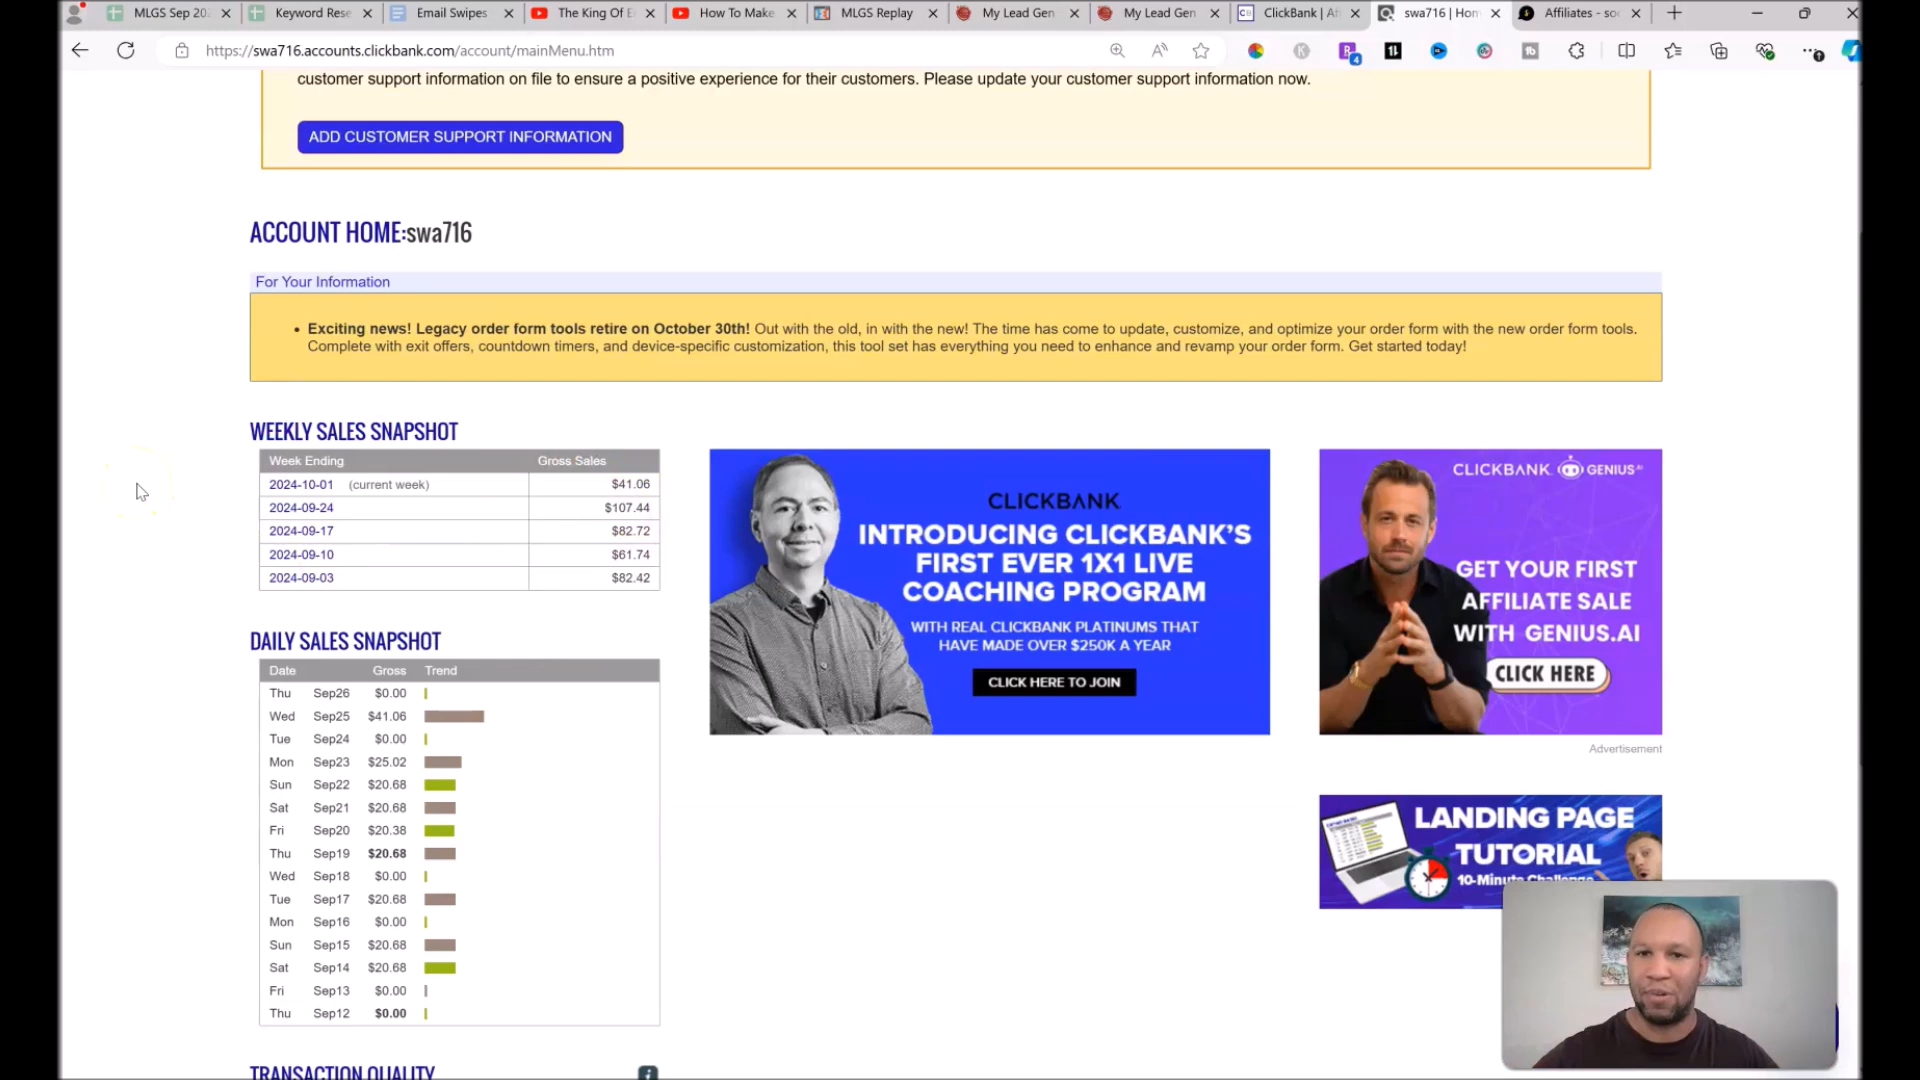 MLGS Sep 20
Keyword Rese
Email Swipes
The King Of E
How To Make
MLGS Replay
My Lead Gen
My Lead Gen
ClickBank | Af
swa716 | Hom
Affiliates - so
https://swa716.accounts.clickbank.com/account/mainMenu.htm
customer support information on file to ensure a positive experience for their customers. Please update your customer support information now.
ADD CUSTOMER SUPPORT INFORMATION
ACCOUNT HOME:swa716
For Your Information
• Exciting news! Legacy order form tools retire on October 30th! Out with the old, in with the new! The time has come to update, customize, and optimize your order form with the new order form tools.
Complete with exit offers, countdown timers, and device-specific customization, this tool set has everything you need to enhance and revamp your order form. Get started today!
WEEKLY SALES SNAPSHOT
Week Ending Gross Sales
2024-10-01 (current week) $41.06
2024-09-24 $107.44
2024-09-17 $82.72
2024-09-10 $61.74
2024-09-03 $82.42
DAILY SALES SNAPSHOT
Date Gross Trend
Thu Sep26 $0.00
Wed Sep25 $41.06
Tue Sep24 $0.00
Mon Sep23 $25.02
Sun Sep22 $20.68
Sat Sep21 $20.68
Fri Sep20 $20.38
Thu Sep19 $20.68
Wed Sep18 $0.00
Tue Sep17 $20.68
Mon Sep16 $0.00
Sun Sep15 $20.68
Sat Sep14 $20.68
Fri Sep13 $0.00
Thu Sep12 $0.00
TRANSACTION QUALITY
CLICKBANK
INTRODUCING CLICKBANK'S
FIRST EVER 1X1 LIVE
COACHING PROGRAM
WITH REAL CLICKBANK PLATINUMS THAT
HAVE MADE OVER $250K A YEAR
CLICK HERE TO JOIN
CLICKBANK GENIUS AI
GET YOUR FIRST
AFFILIATE SALE
WITH GENIUS.AI
CLICK HERE
Advertisement
LANDING PAGE
TUTORIAL
10-Minute Challenge